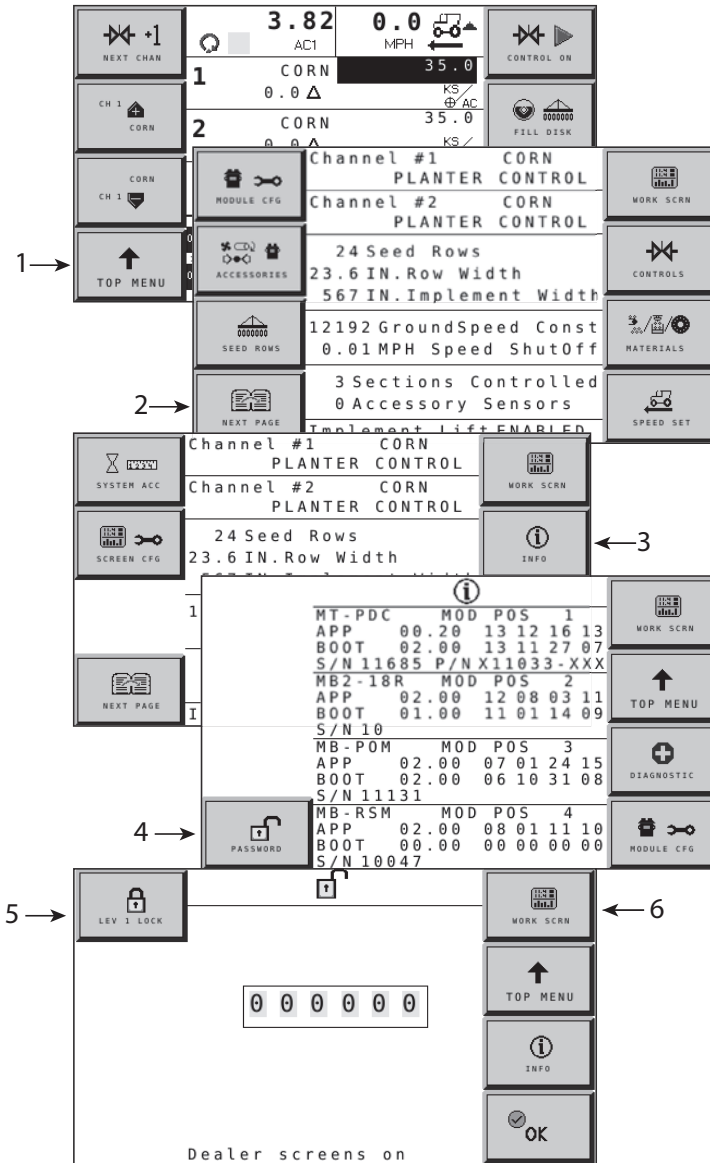 +1
NEXT CHAN
3.82
AC1
0.0
MPH
CONTROL ON
1
CORN
35.0
0.0 Δ
KS/
AC
CH 1
CORN
2
CORN
35.0
0.0 Δ
KS/
FILL DISK
CORN
CH 1
1
TOP MENU
MODULE CFG
Channel #1 CORN
PLANTER CONTROL
Channel #2 CORN
PLANTER CONTROL
WORK SCRN
ACCESSORIES
24 Seed Rows
23.6 IN. Row Width
567 IN. Implement Width
CONTROLS
SEED ROWS
12192 GroundSpeed Const
0.01 MPH Speed ShutOff
MATERIALS
2
NEXT PAGE
3 Sections Controlled
0 Accessory Sensors
Implement Lift ENABLED
SPEED SET
SYSTEM ACC
Channel #1 CORN
PLANTER CONTROL
Channel #2 CORN
PLANTER CONTROL
WORK SCRN
SCREEN CFG
24 Seed Rows
23.6 IN. Row Width
INFO
3
1
NEXT PAGE
I
MT-PDC MOD POS 1
APP 00.20 13 12 16 13
BOOT 02.00 13 11 27 07
S/N 11685 P/N X11033-XXX
MB2-18R MOD POS 2
APP 02.00 12 08 03 11
BOOT 01.00 11 01 14 09
S/N 10
MB-POM MOD POS 3
APP 02.00 07 01 24 15
BOOT 02.00 06 10 31 08
S/N 11131
MB-RSM MOD POS 4
APP 02.00 08 01 11 10
BOOT 00.00 00 00 00 00
S/N 10047
WORK SCRN
TOP MENU
DIAGNOSTIC
MODULE CFG
4
PASSWORD
5
LEV 1 LOCK
WORK SCRN
6
0 0 0 0 0 0
TOP MENU
INFO
OK
Dealer screens on